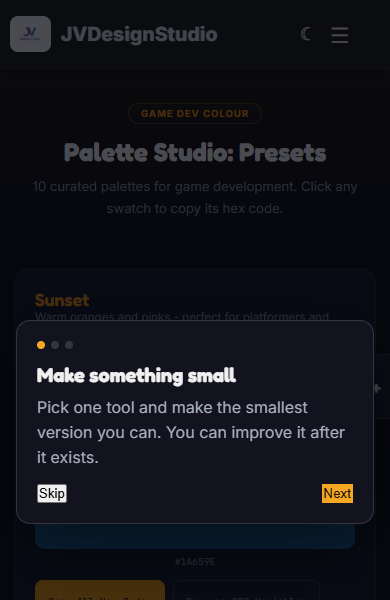 JV
JVDesignStudio
GAME DEV COLOUR
Palette Studio: Presets
10 curated palettes for game development. Click any
swatch to copy its hex code.
Sunset
Warm oranges and pinks - perfect for platformers and
Make something small
Pick one tool and make the smallest
version you can. You can improve it after
it exists.
Skip
Next
#1A659E